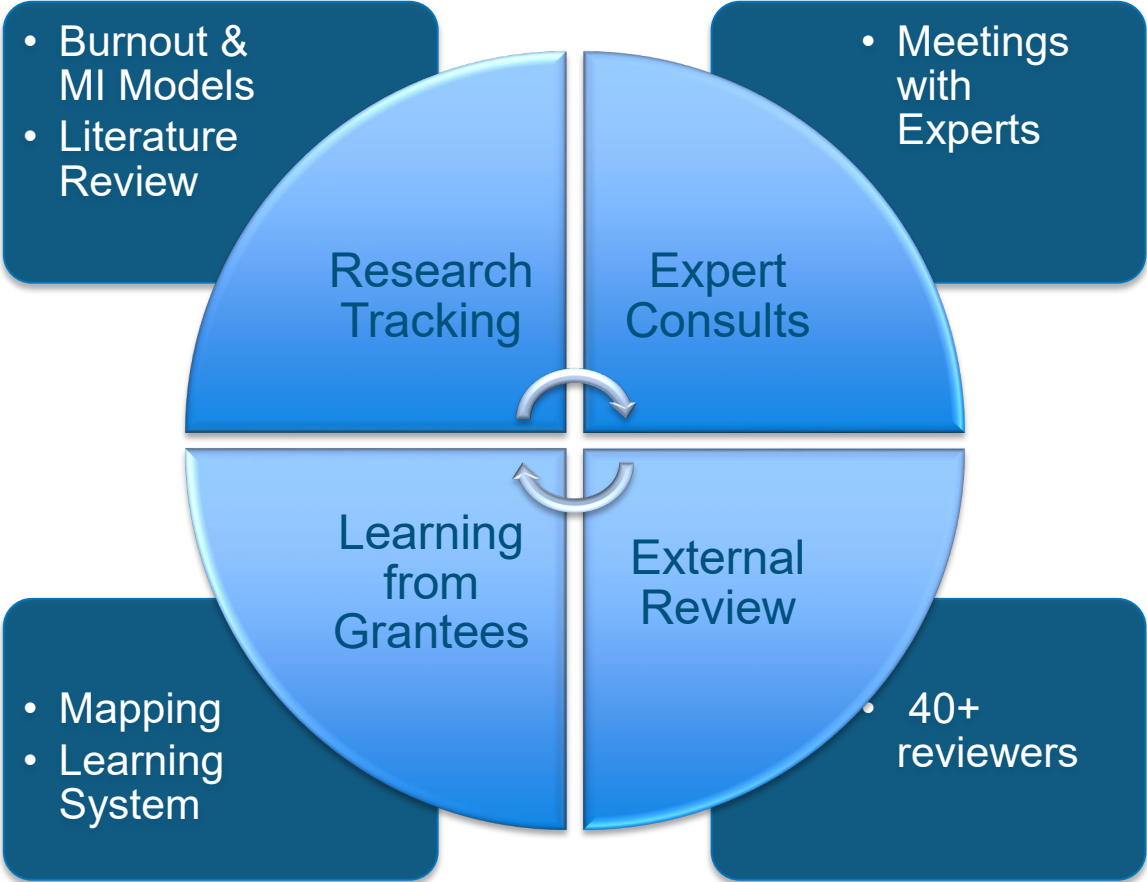 • Burnout &
MI Models
• Literature
Review
• Meetings
with
Experts
Research
Tracking
Expert
Consults
Learning
from
Grantees
External
Review
• Mapping
• Learning
System
• 40+
reviewers